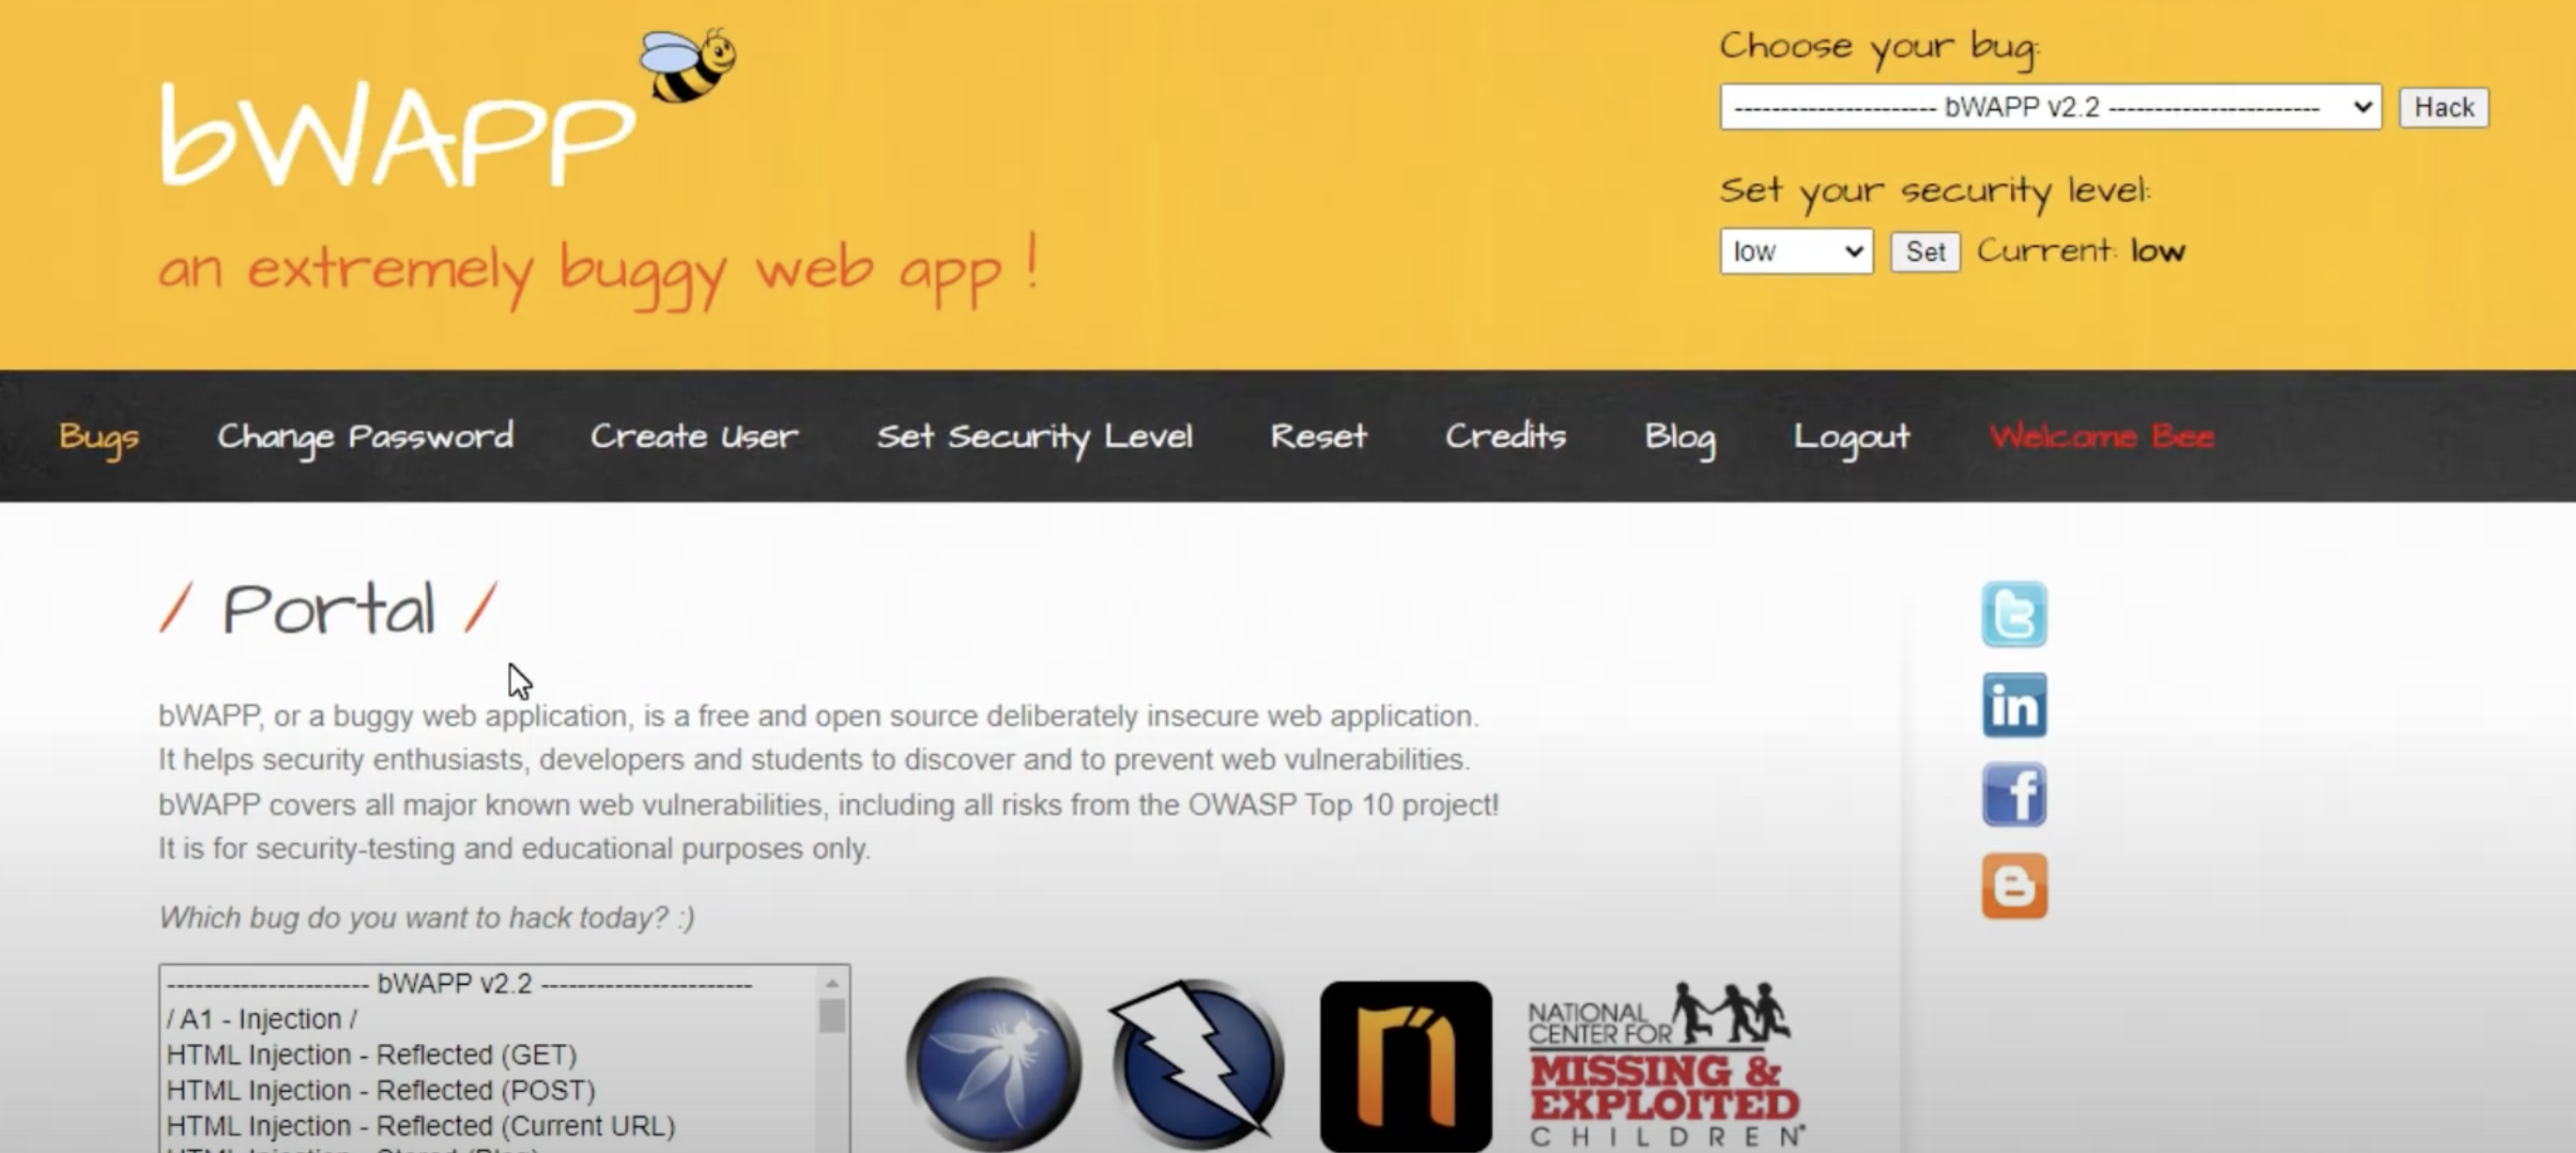 bWAPP
an extremely buggy web app !
Choose your bug:
---------------------- bWAPP v2.2 -----------------------
Hack
Set your security level:
low
Set
Current: low
Bugs
Change Password
Create User
Set Security Level
Reset
Credits
Blog
Logout
Welcome Bee
/ Portal /
bWAPP, or a buggy web application, is a free and open source deliberately insecure web application.
It helps security enthusiasts, developers and students to discover and to prevent web vulnerabilities.
bWAPP covers all major known web vulnerabilities, including all risks from the OWASP Top 10 project!
It is for security-testing and educational purposes only.
Which bug do you want to hack today? :)
---------------------- bWAPP v2.2 -----------------------
/ A1 - Injection /
HTML Injection - Reflected (GET)
HTML Injection - Reflected (POST)
HTML Injection - Reflected (Current URL)
n
NATIONAL
CENTER FOR
MISSING &
EXPLOITED
CHILDREN®
t
in
f
B